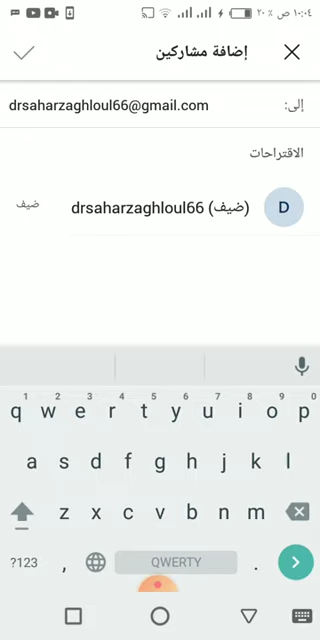 ١٠:٠٤ ص ٪ ٢٠
إضافة مشاركين
إلى: drsaharzaghloul66@gmail.com
الاقتراحات
D drsaharzaghloul66 (ضيف) ضيف
1 2 3 4 5 6 7 8 9 0
q w e r t y u i o p
a s d f g h j k l
z x c v b n m
?123 , QWERTY .